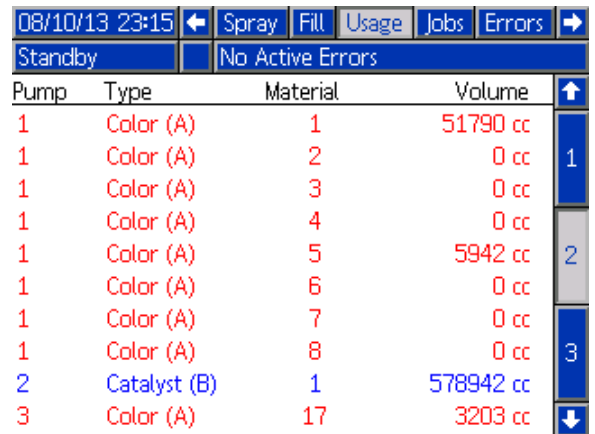 08/10/13 23:15 Spray Fill Usage Jobs Errors
Standby No Active Errors
Pump Type Material Volume
1 Color (A) 1 51790 cc
1 Color (A) 2 0 cc
1 Color (A) 3 0 cc
1 Color (A) 4 0 cc
1 Color (A) 5 5942 cc
1 Color (A) 6 0 cc
1 Color (A) 7 0 cc
1 Color (A) 8 0 cc
2 Catalyst (B) 1 578942 cc
3 Color (A) 17 3203 cc
1
2
3